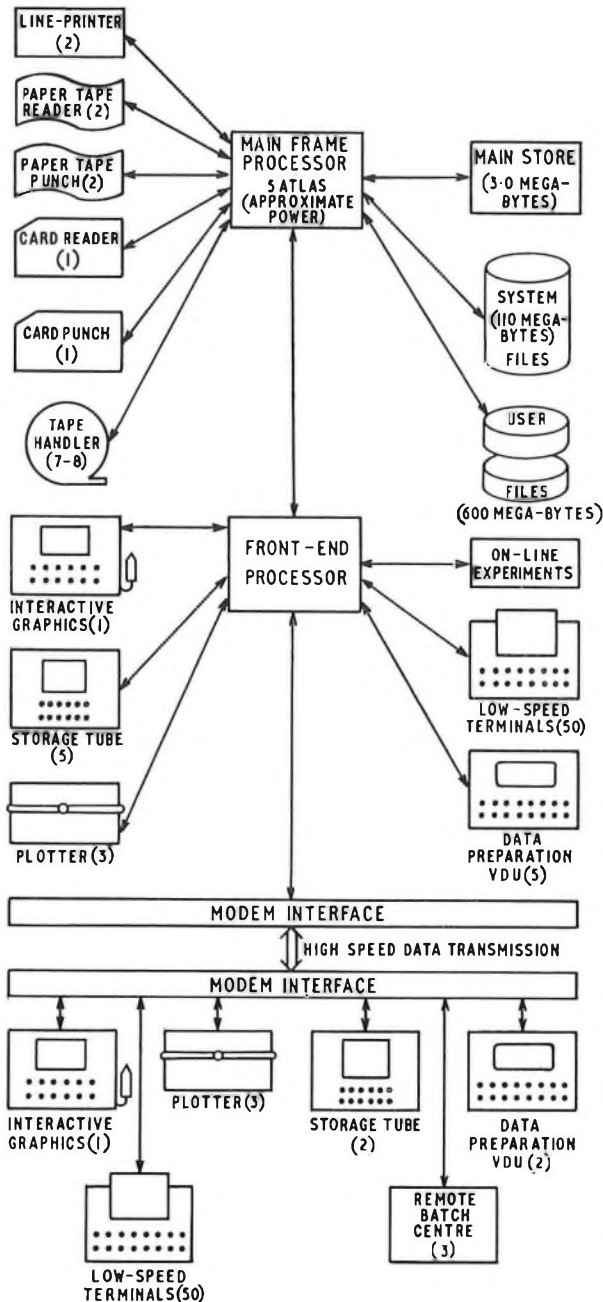 LINE-PRINTER
(2)
PAPER TAPE
READER(2)
PAPER TAPE
PUNCH(2)
CARD READER
(1)
CARD PUNCH
(1)
TAPE
HANDLER
(7-8)
MAIN FRAME
PROCESSOR
5 ATLAS
(APPROXIMATE
POWER)
MAIN STORE
(3·0 MEGA-
BYTES)
SYSTEM
(110 MEGA-
BYTES)
FILES
USER
FILES
(600 MEGA-BYTES)
INTERACTIVE
GRAPHICS(1)
STORAGE TUBE
(5)
PLOTTER(3)
FRONT-END
PROCESSOR
ON-LINE
EXPERIMENTS
LOW-SPEED
TERMINALS(50)
DATA
PREPARATION
VDU(5)
MODEM INTERFACE
HIGH SPEED DATA TRANSMISSION
MODEM INTERFACE
INTERACTIVE
GRAPHICS(1)
PLOTTER(3)
STORAGE TUBE
(2)
DATA
PREPARATION
VDU(2)
LOW-SPEED
TERMINALS(50)
REMOTE
BATCH
CENTRE
(3)